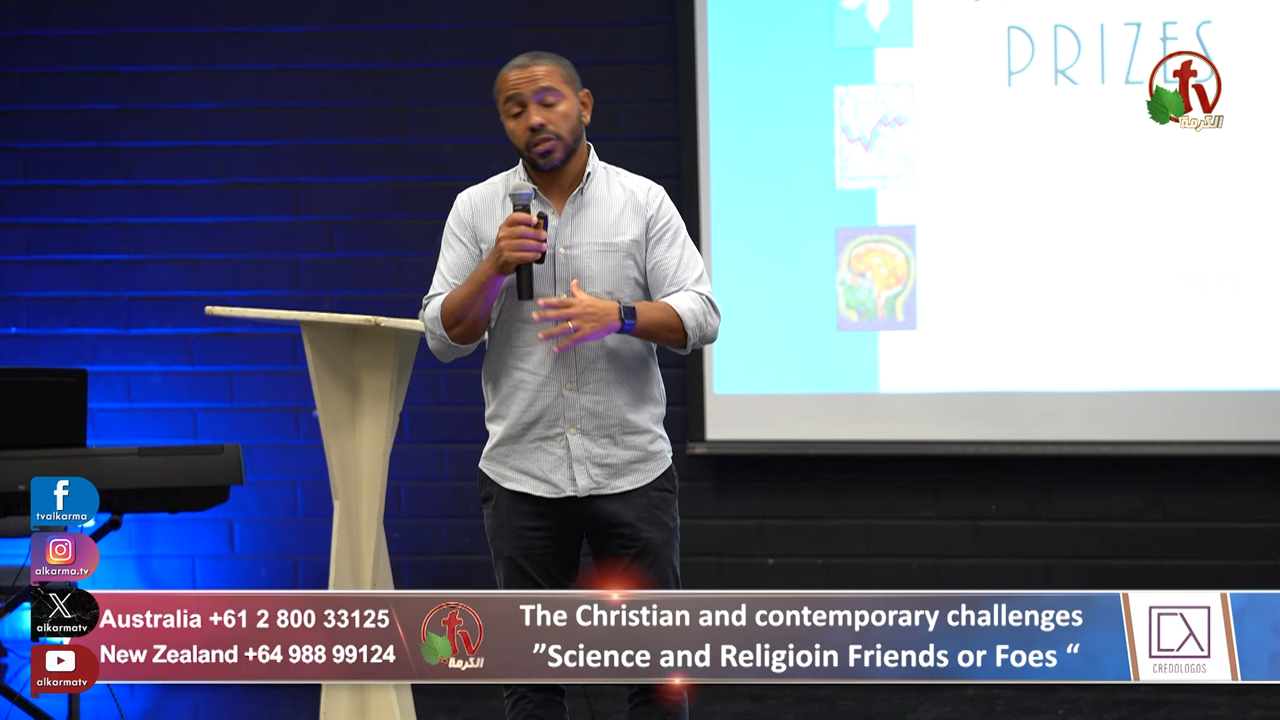 PRIZES
tv
الكرمة
f
tvalkarma
alkarma.tv
X
alkarmatv
alkarmatv
Australia +61 2 800 33125
New Zealand +64 988 99124
tv
الكرمة
The Christian and contemporary challenges
”Science and Religioin Friends or Foes “
CREDOLOGOS